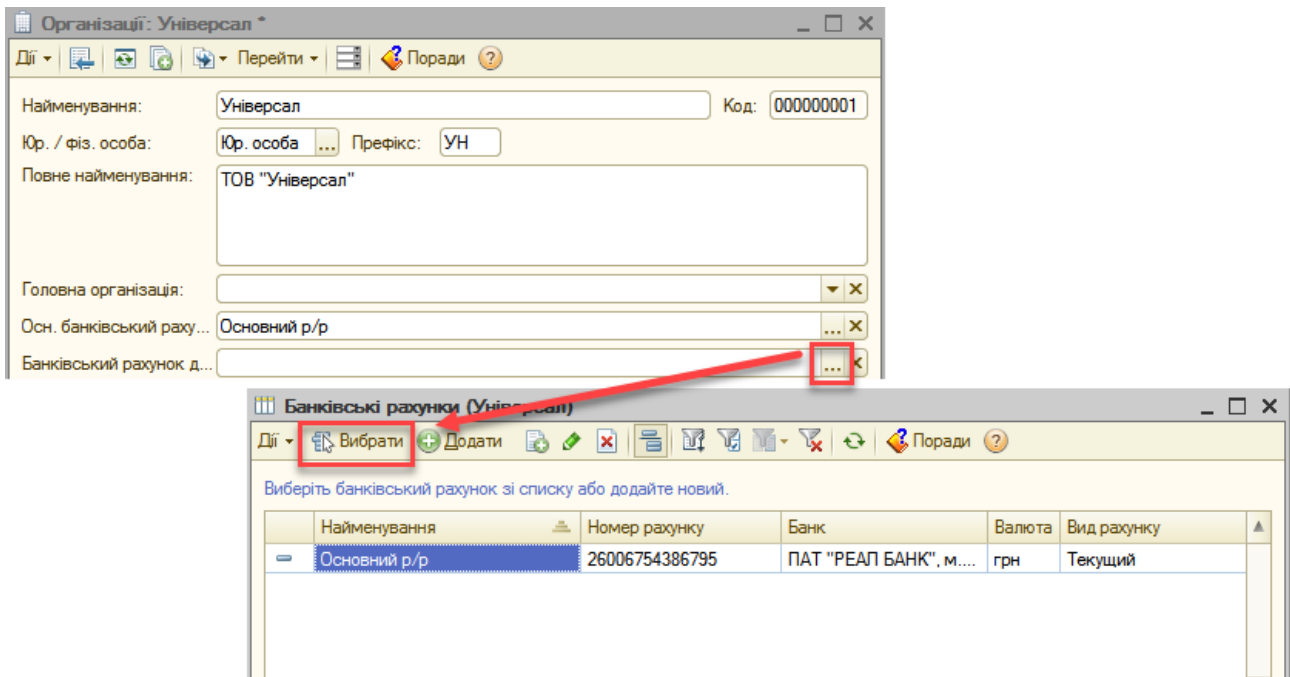 Організації: Універсал *
Дії Перейти Поради
Найменування: Універсал Код: 000000001
Юр. / фіз. особа: Юр. особа ... Префікс: УН
Повне найменування: ТОВ "Універсал"
Головна організація:
Осн. банківський раху... Основний р/р ...
Банківський рахунок д... ...
Банківські рахунки (Універсал)
Дії Вибрати Додати Поради
Виберіть банківський рахунок зі списку або додайте новий.
Найменування Номер рахунку Банк Валюта Вид рахунку
Основний р/р 26006754386795 ПАТ "РЕАЛ БАНК", м.... грн Текущий